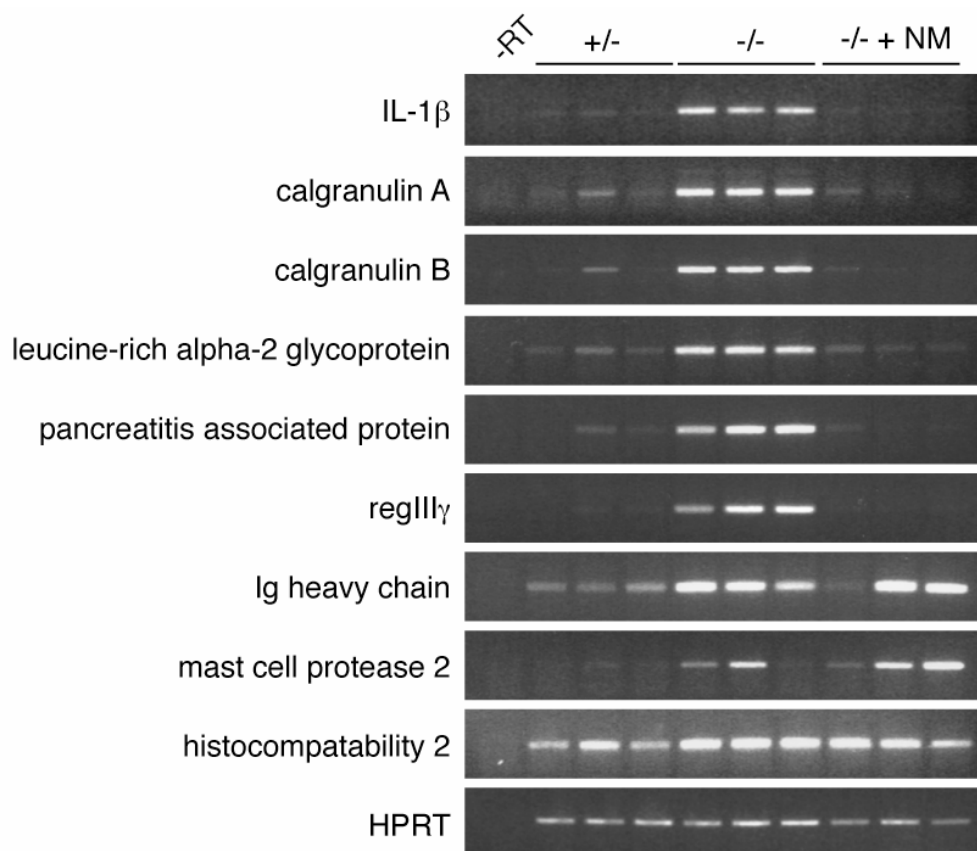 -RT +/- -/- -/- + NM
IL-1β
calgranulin A
calgranulin B
leucine-rich alpha-2 glycoprotein
pancreatitis associated protein
regIIIγ
Ig heavy chain
mast cell protease 2
histocompatability 2
HPRT